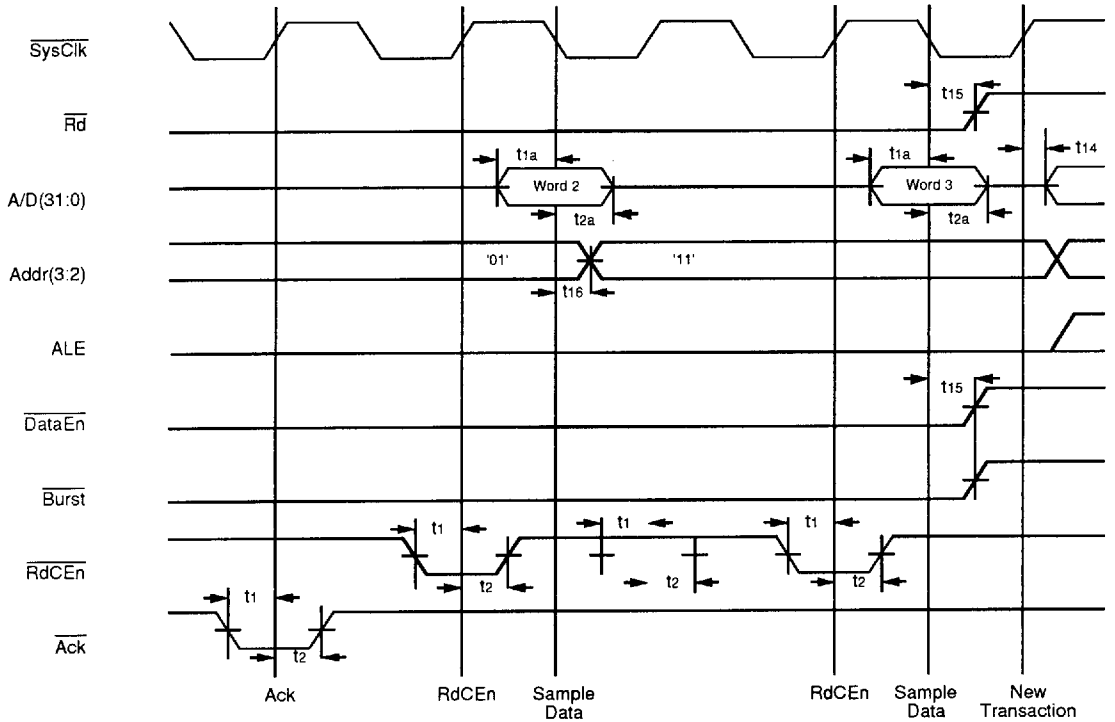 SysClk
Rd
t15
A/D(31:0)
t1a
Word 2
t2a
t1a
Word 3
t2a
t14
Addr(3:2)
'01'
'11'
t16
ALE
DataEn
t15
Burst
RdCEn
t1
t2
t1
t2
t1
t2
Ack
t1
t2
Ack
RdCEn
Sample
Data
RdCEn
Sample
Data
New
Transaction